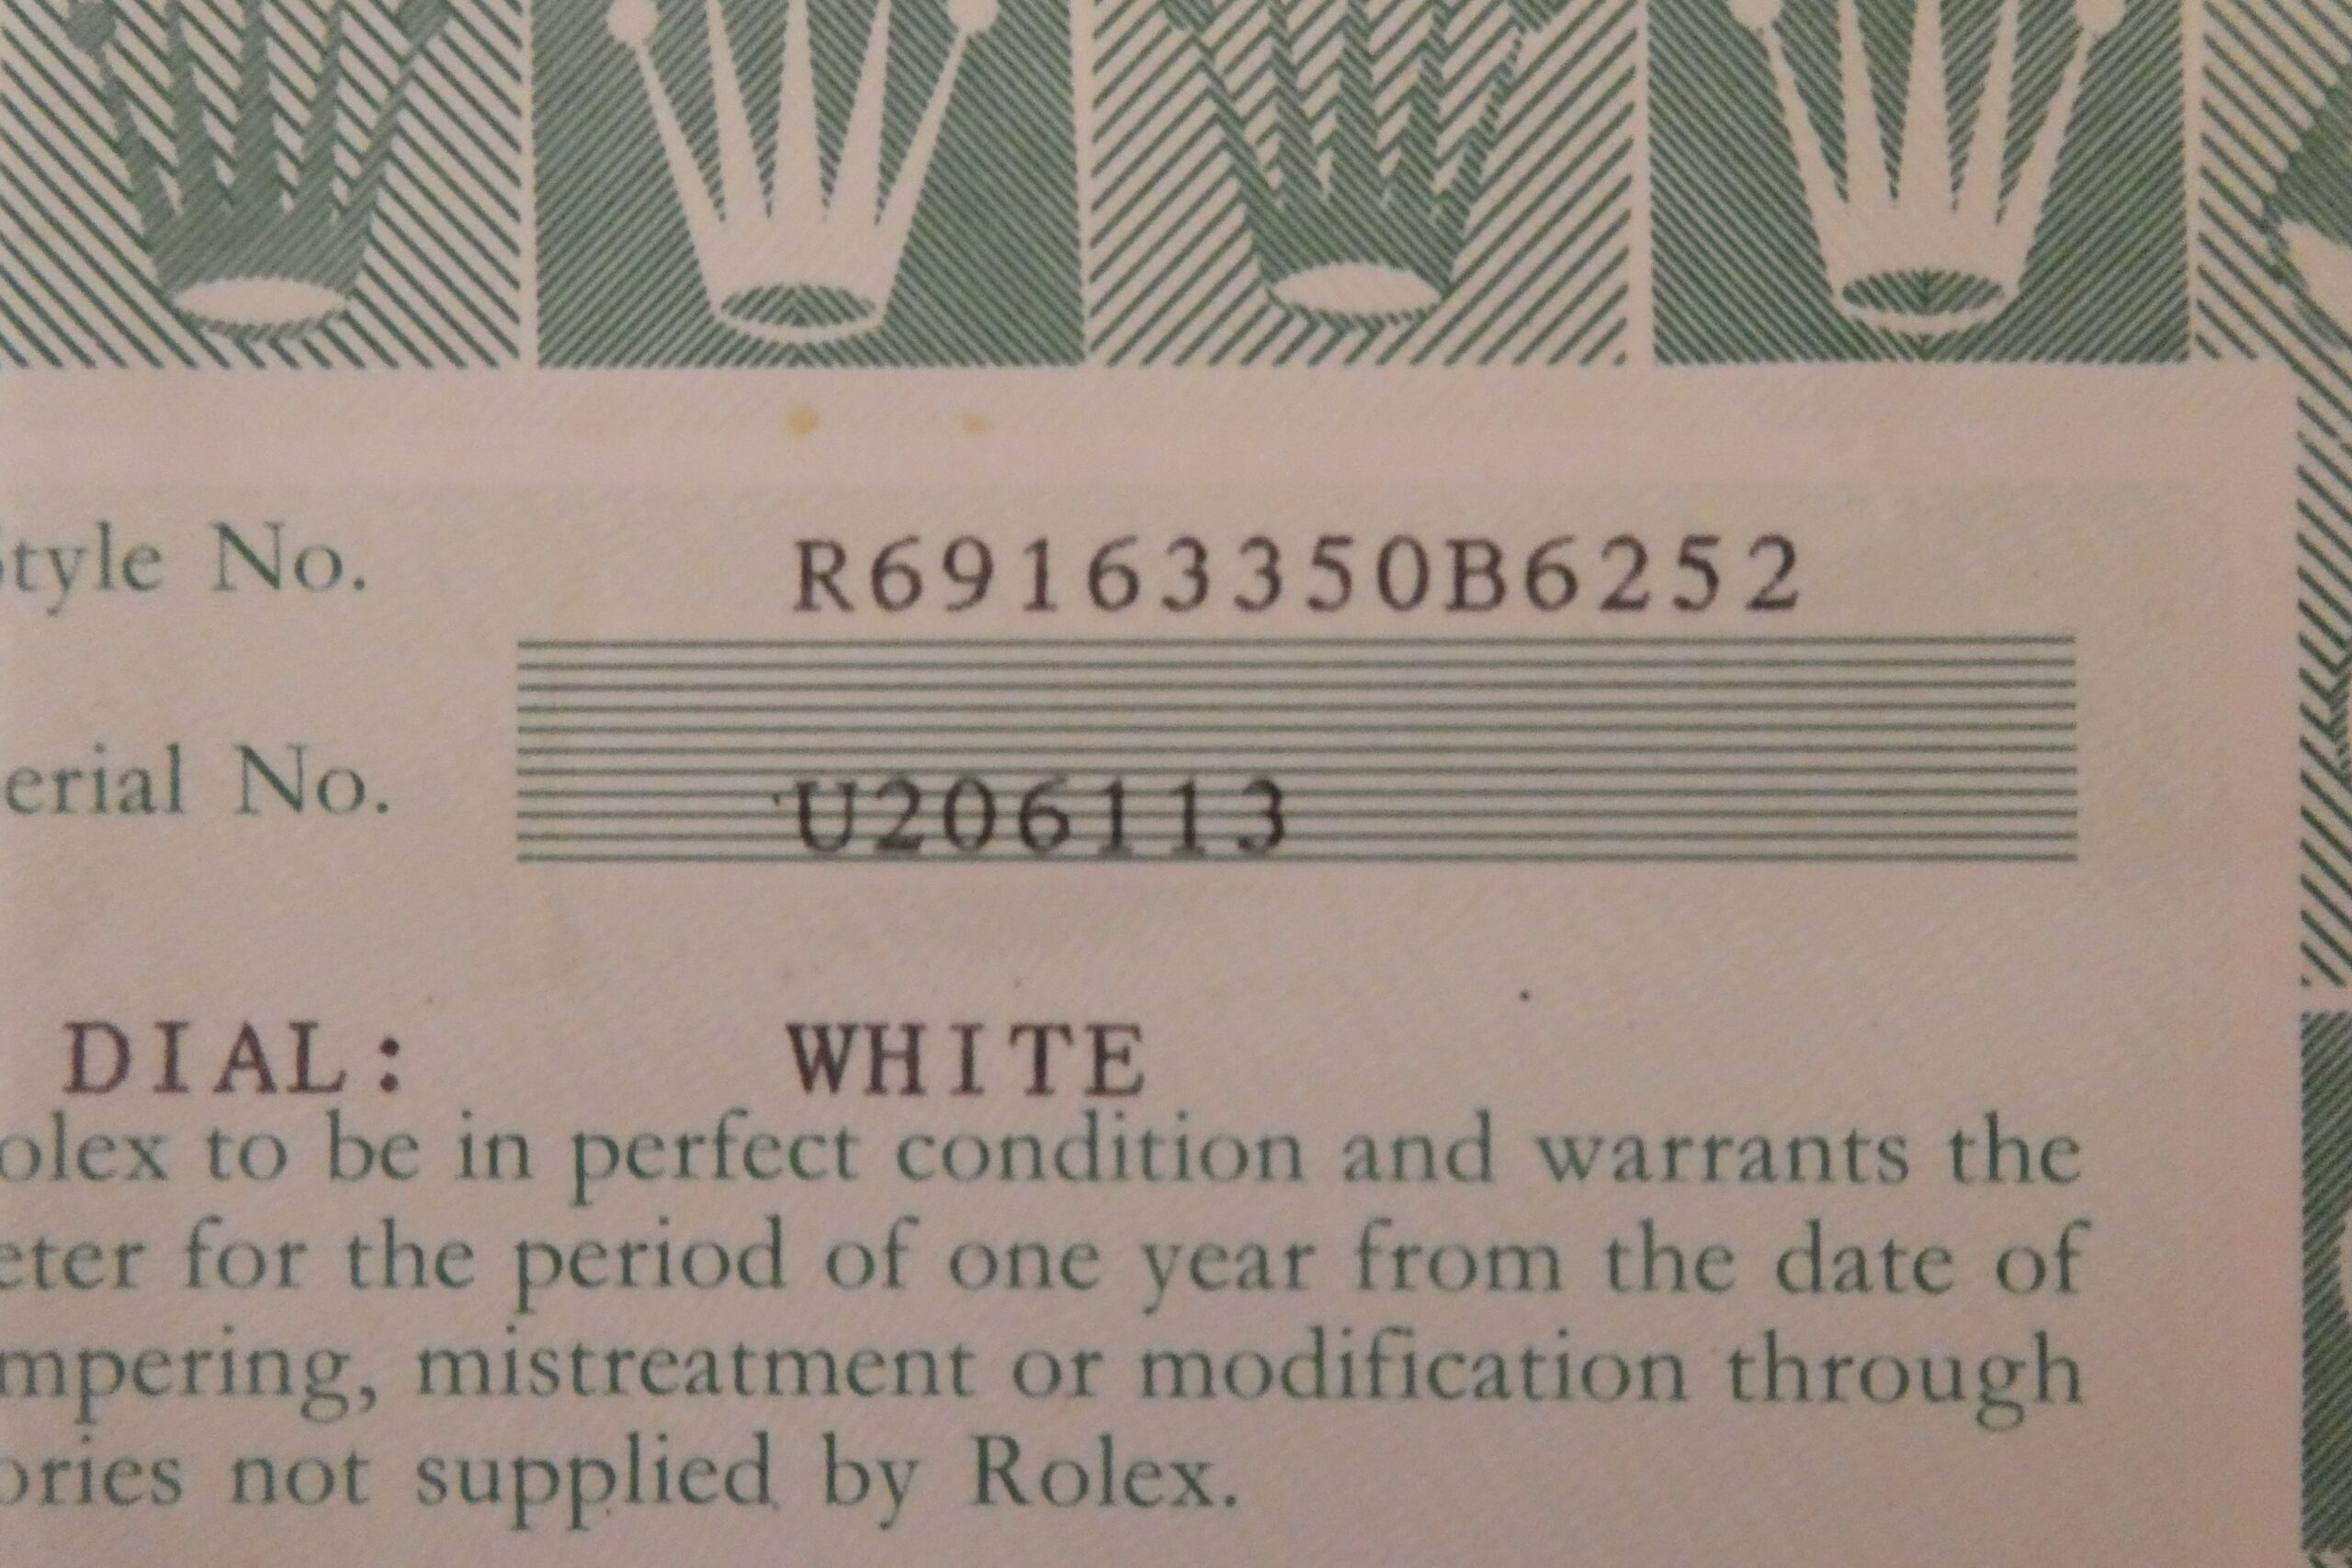 Style No. R69163350B6252
erial No. U206113
DIAL: WHITE
olex to be in perfect condition and warrants the
eter for the period of one year from the date of
mpering, mistreatment or modification through
ories not supplied by Rolex.